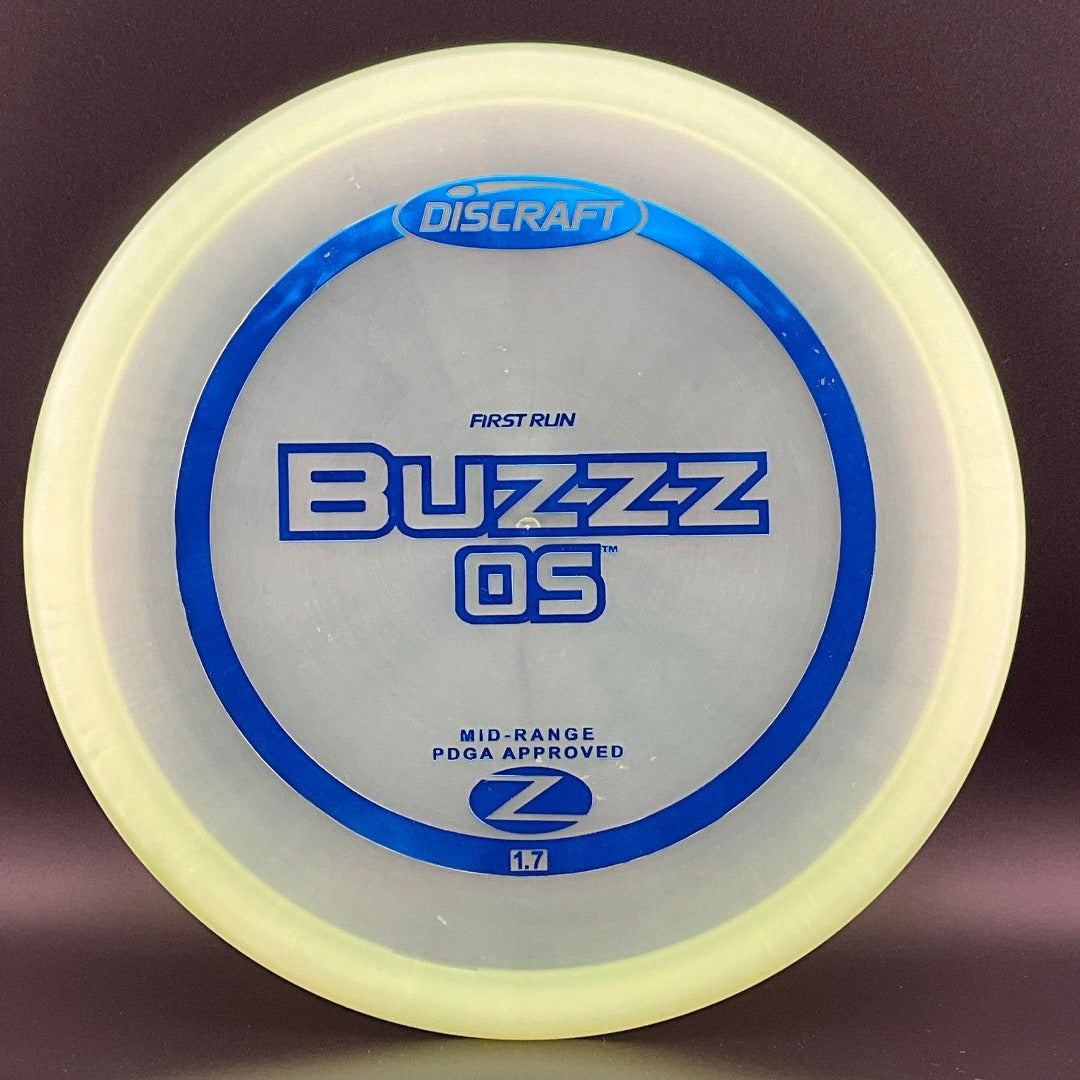 DISCRAFT
FIRST RUN
BUZZZ
OS™
MID-RANGE
PDGA APPROVED
Z
1.7